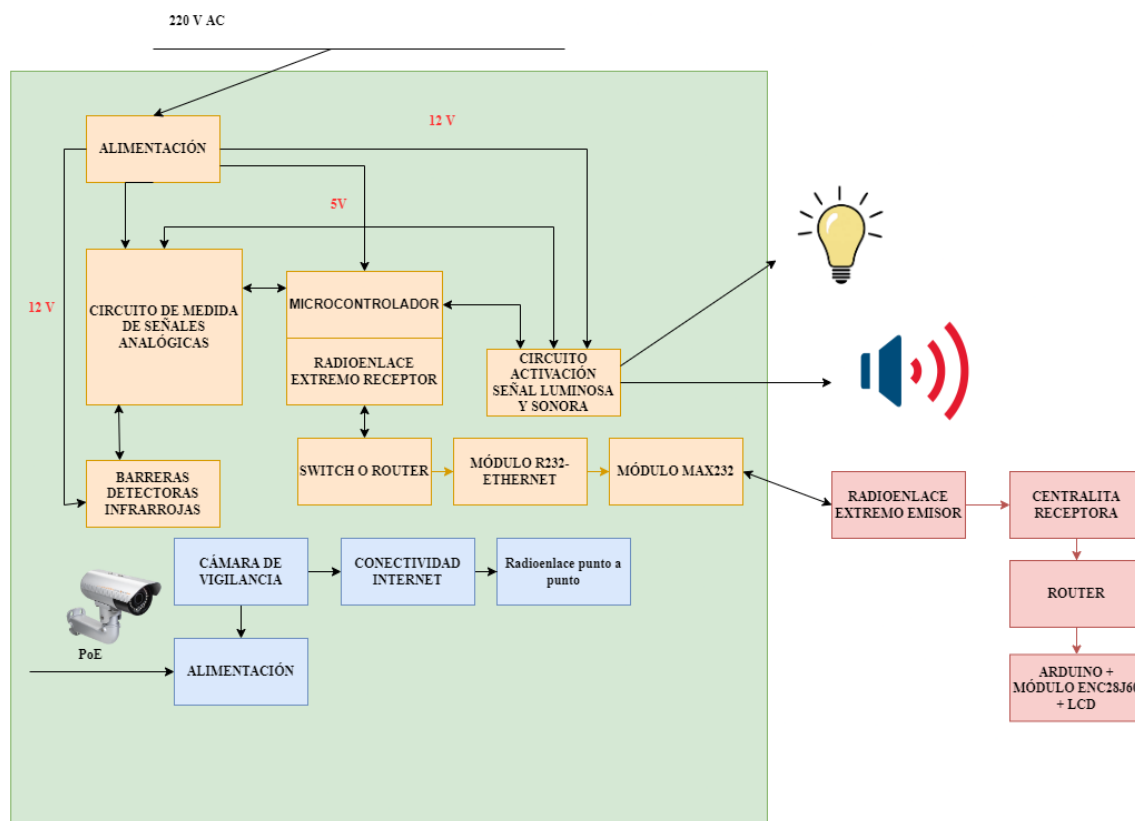 220 V AC
12 V
ALIMENTACIÓN
5V
12 V
CIRCUITO DE MEDIDA
DE SEÑALES
ANALÓGICAS
MICROCONTROLADOR
RADIOENLACE
EXTREMO RECEPTOR
CIRCUITO
ACTIVACIÓN
SEÑAL LUMINOSA
Y SONORA
BARRERAS
DETECTORAS
INFRARROJAS
SWITCH O ROUTER
MÓDULO R232-
ETHERNET
MÓDULO MAX232
RADIOENLACE
EXTREMO EMISOR
CENTRALITA
RECEPTORA
CÁMARA DE
VIGILANCIA
CONECTIVIDAD
INTERNET
Radioenlace punto a
punto
ROUTER
PoE
ALIMENTACIÓN
ARDUINO +
MÓDULO ENC28J60
+ LCD